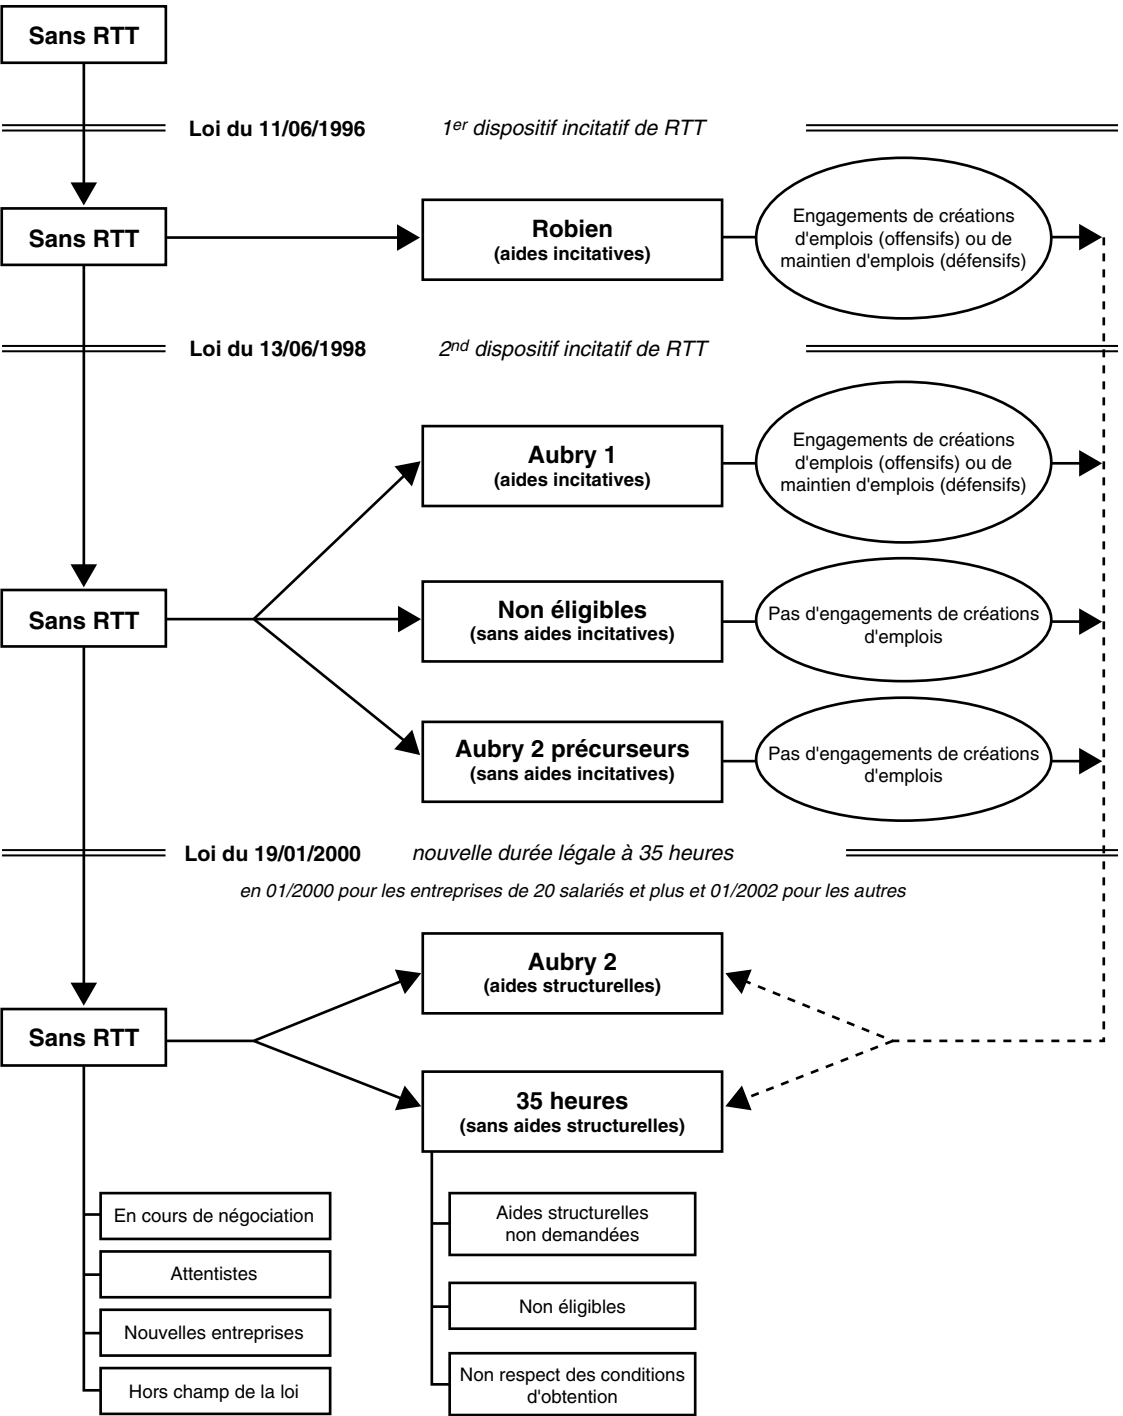 Sans RTT
Loi du 11/06/1996 1er dispositif incitatif de RTT
Sans RTT
Robien
(aides incitatives)
Engagements de créations
d'emplois (offensifs) ou de
maintien d'emplois (défensifs)
Loi du 13/06/1998 2nd dispositif incitatif de RTT
Aubry 1
(aides incitatives)
Engagements de créations
d'emplois (offensifs) ou de
maintien d'emplois (défensifs)
Sans RTT
Non éligibles
(sans aides incitatives)
Pas d'engagements de créations
d'emplois
Aubry 2 précurseurs
(sans aides incitatives)
Pas d'engagements de créations
d'emplois
Loi du 19/01/2000 nouvelle durée légale à 35 heures
en 01/2000 pour les entreprises de 20 salariés et plus et 01/2002 pour les autres
Aubry 2
(aides structurelles)
Sans RTT
35 heures
(sans aides structurelles)
En cours de négociation
Attentistes
Nouvelles entreprises
Hors champ de la loi
Aides structurelles
non demandées
Non éligibles
Non respect des conditions
d'obtention